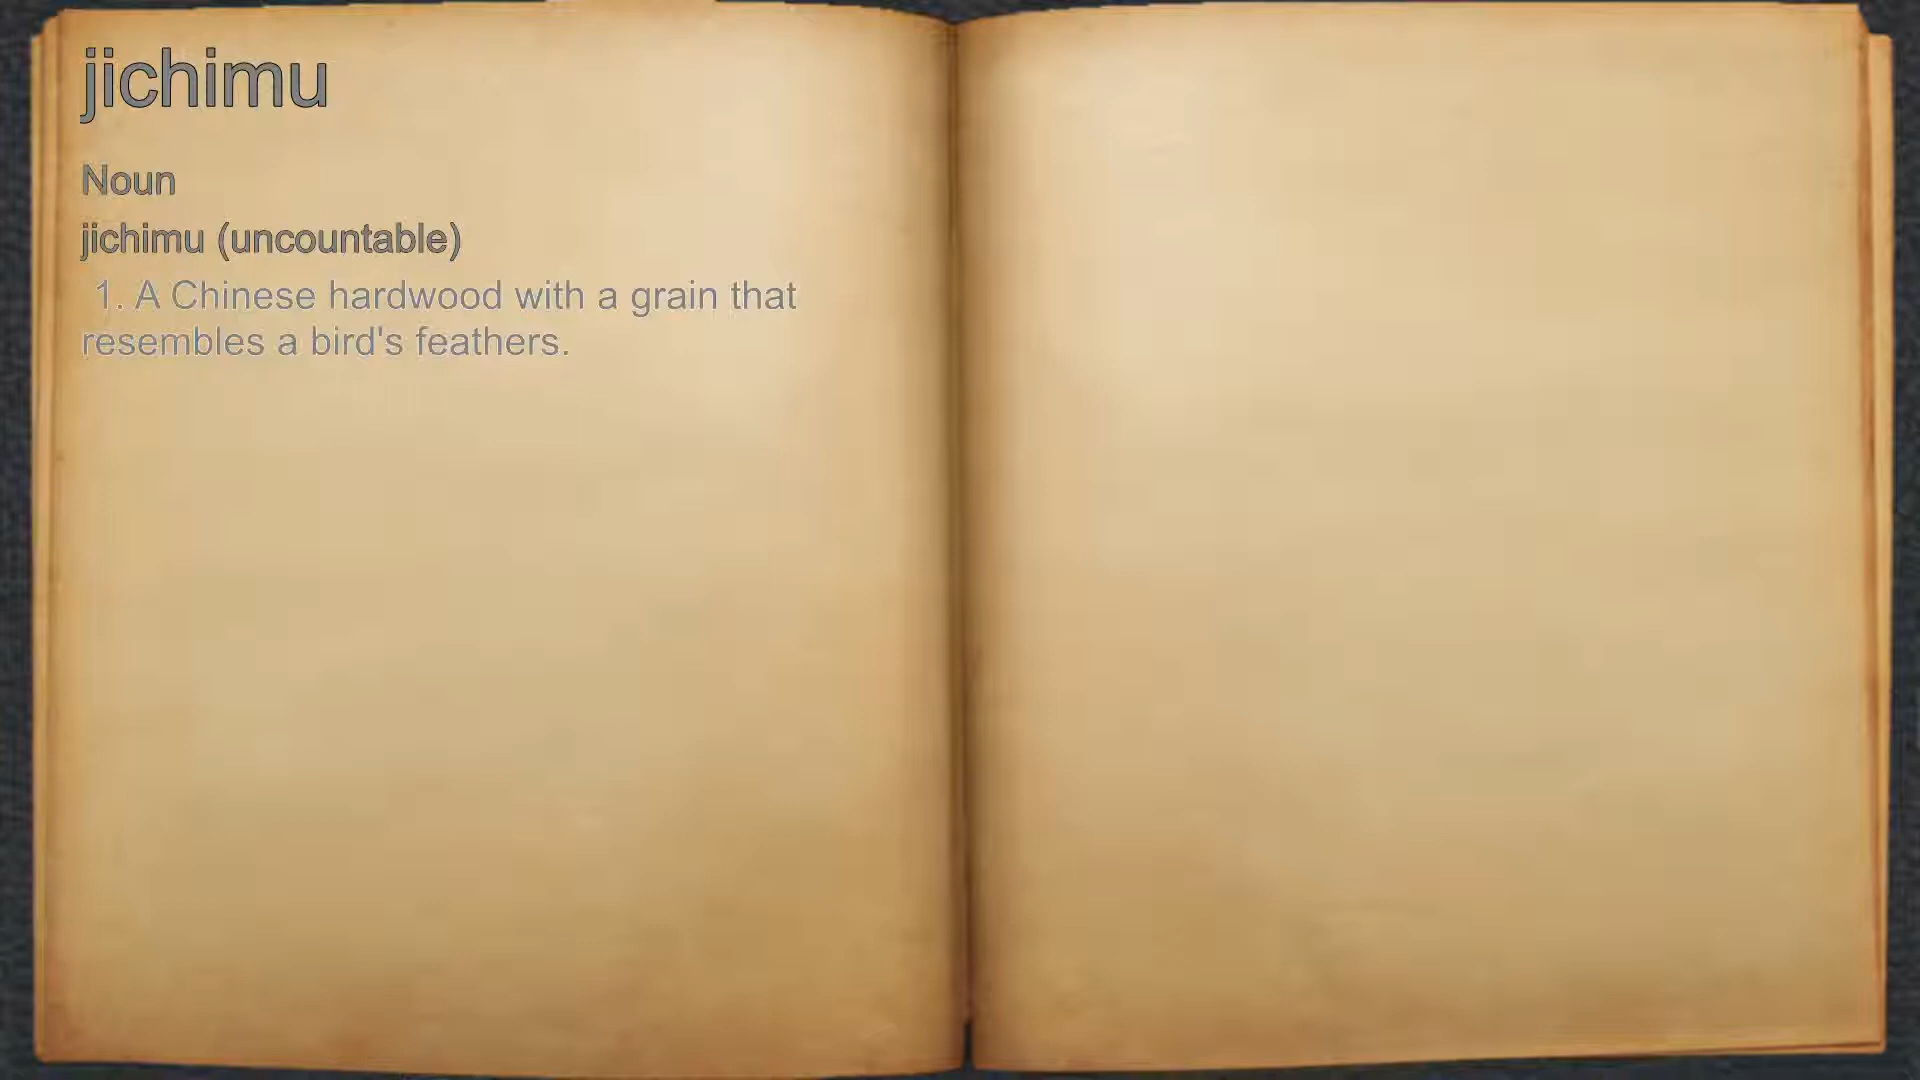 jichimu
Noun
jichimu (uncountable)
1. A Chinese hardwood with a grain that
resembles a bird's feathers.